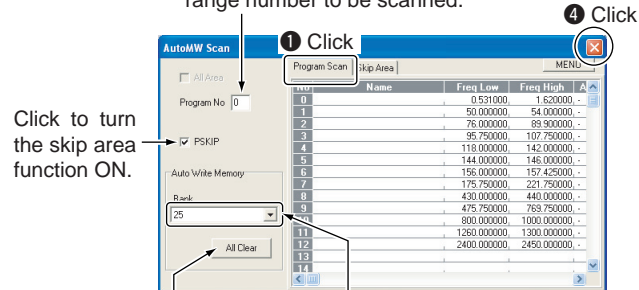 range number to be scanned.
❹ Click
AutoMW Scan
❶ Click
Program Scan
Skip Area
MENU
All Area
No Name Freq Low Freq High A
Program No 0
0 0.531000, 1.620000, -
1 50.000000, 54.000000, -
2 76.000000, 89.900000, -
3 95.750000, 107.750000, -
4 118.000000, 142.000000, -
5 144.000000, 146.000000, -
6 156.000000, 157.425000, -
7 175.750000, 221.750000, -
8 430.000000, 440.000000, -
9 475.750000, 769.750000, -
10 800.000000, 1000.000000, -
11 1260.000000, 1300.000000, -
12 2400.000000, 2450.000000, -
13
14
Click to turn
the skip area
function ON.
PSKIP
Auto Write Memory
Bank
25
All Clear